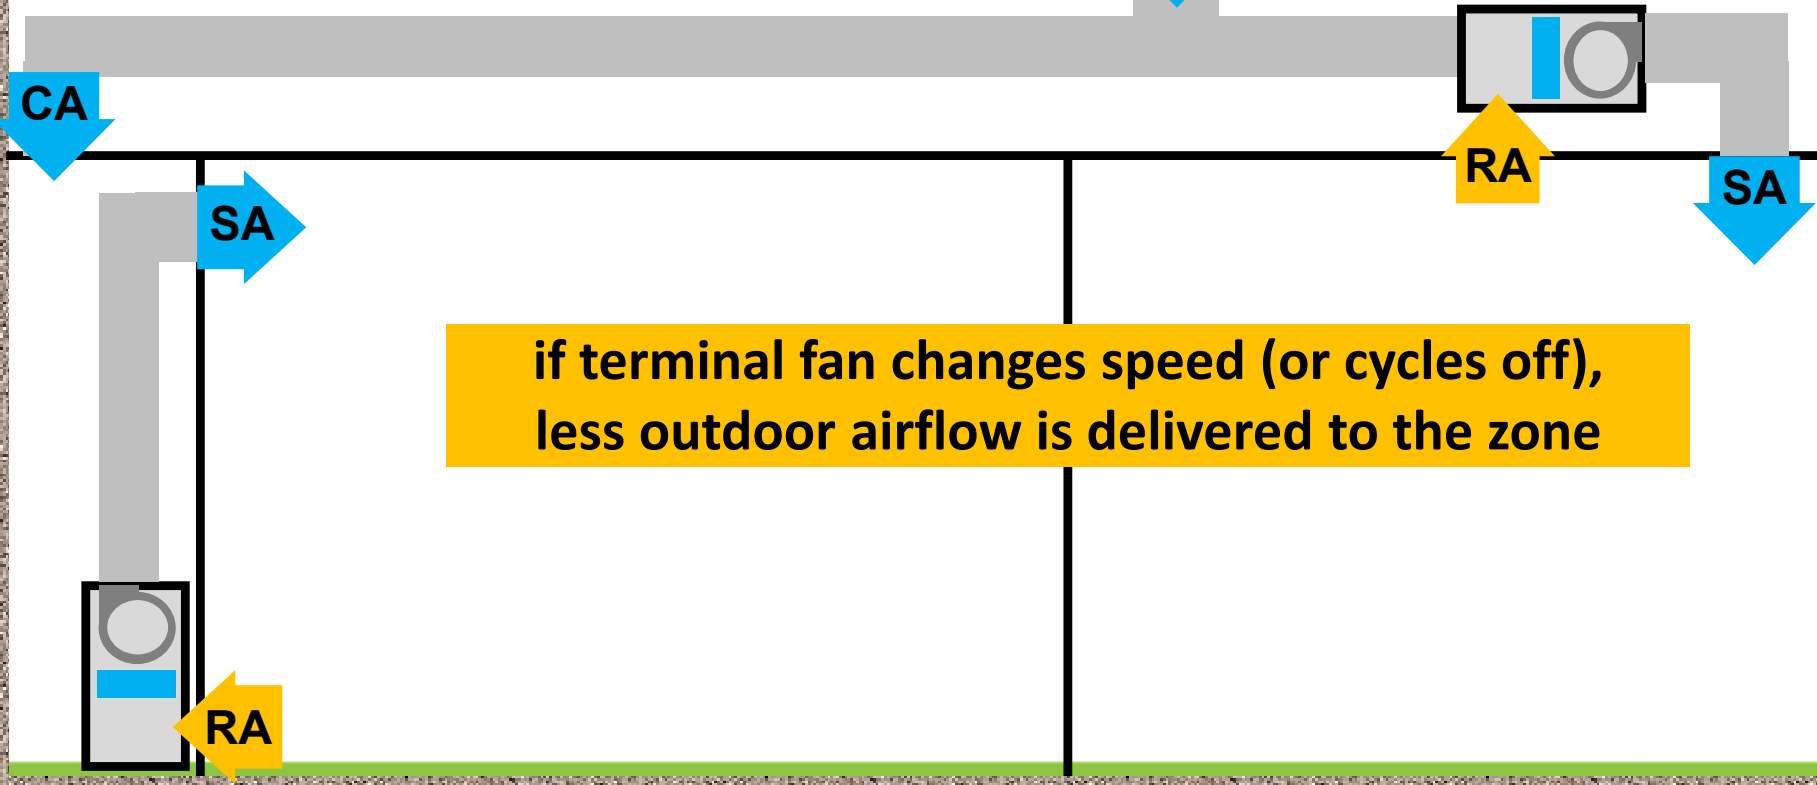 CA
RA
SA
SA
if terminal fan changes speed (or cycles off),
less outdoor airflow is delivered to the zone
RA